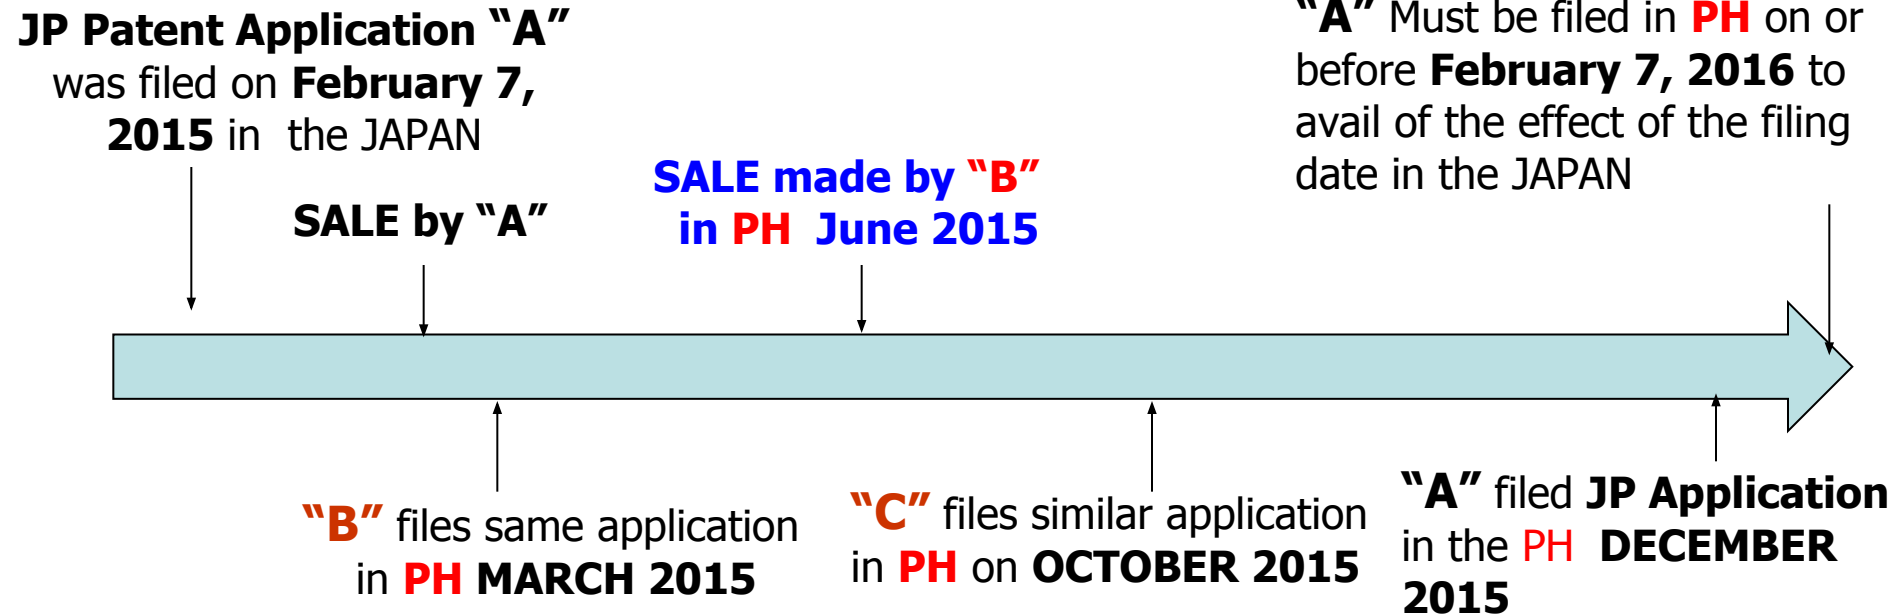 JP Patent Application “A”
was filed on February 7,
2015 in the JAPAN
SALE by “A”
SALE made by “B”
in PH June 2015
“A” Must be filed in PH on or
before February 7, 2016 to
avail of the effect of the filing
date in the JAPAN
“B” files same application
in PH MARCH 2015
“C” files similar application
in PH on OCTOBER 2015
“A” filed JP Application
in the PH DECEMBER
2015